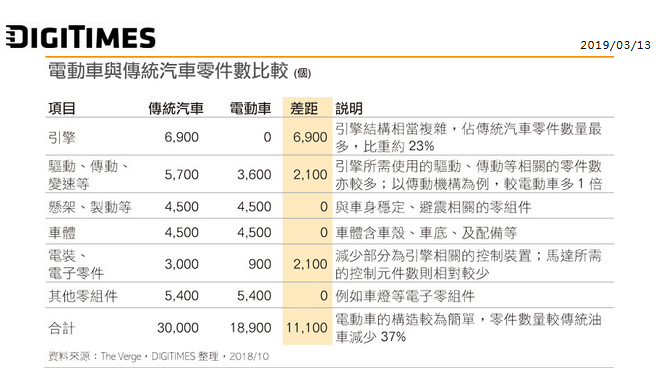 DIGITIMES
2019/03/13
電動車與傳統汽車零件數比較 (個)
項目 傳統汽車 電動車 差距 說明
引擎 6,900 0 6,900 引擎結構相當複雜，佔傳統汽車零件數量最
多，比重約 23%
驅動、傳動、
變速等 5,700 3,600 2,100 引擎所需使用的驅動、傳動等相關的零件數
亦較多；以傳動機構為例，較電動車多 1 倍
懸架、製動等 4,500 4,500 0 與車身穩定、避震相關的零組件
車體 4,500 4,500 0 車體含車殼、車底、及配備等
電裝、
電子零件 3,000 900 2,100 減少部分為引擎相關的控制裝置；馬達所需
的控制元件數則相對較少
其他零組件 5,400 5,400 0 例如車燈等電子零組件
合計 30,000 18,900 11,100 電動車的構造較為簡單，零件數量較傳統油
車減少 37%
資料來源：The Verge，DIGITIMES 整理，2018/10